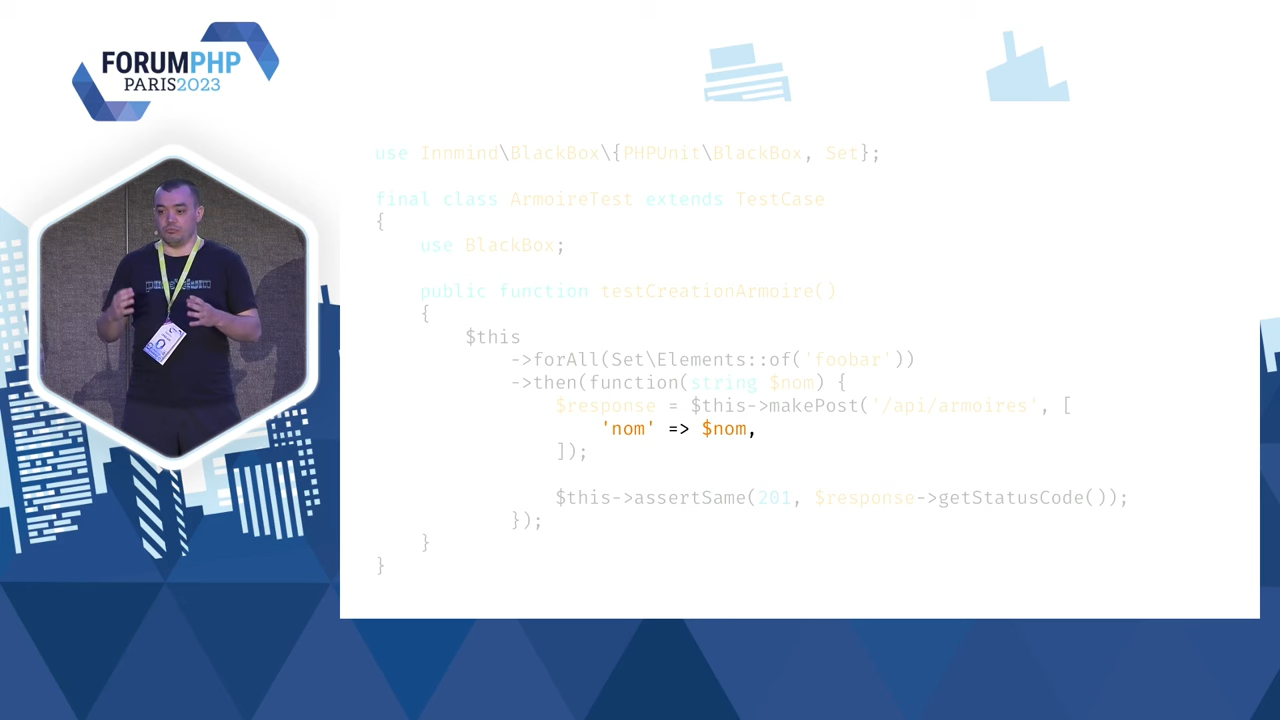 FORUMPHP
PARIS2023
use Innmind\BlackBox\{PHPUnit\BlackBox, Set};
final class ArmoireTest extends TestCase
{
    use BlackBox;
    public function testCreationArmoire()
    {
        $this
            ->forAll(Set\Elements::of('foobar'))
            ->then(function(string $nom) {
                $response = $this->makePost('/api/armoires', [
                    'nom' => $nom,
                ]);
                $this->assertSame(201, $response->getStatusCode());
            });
    }
}